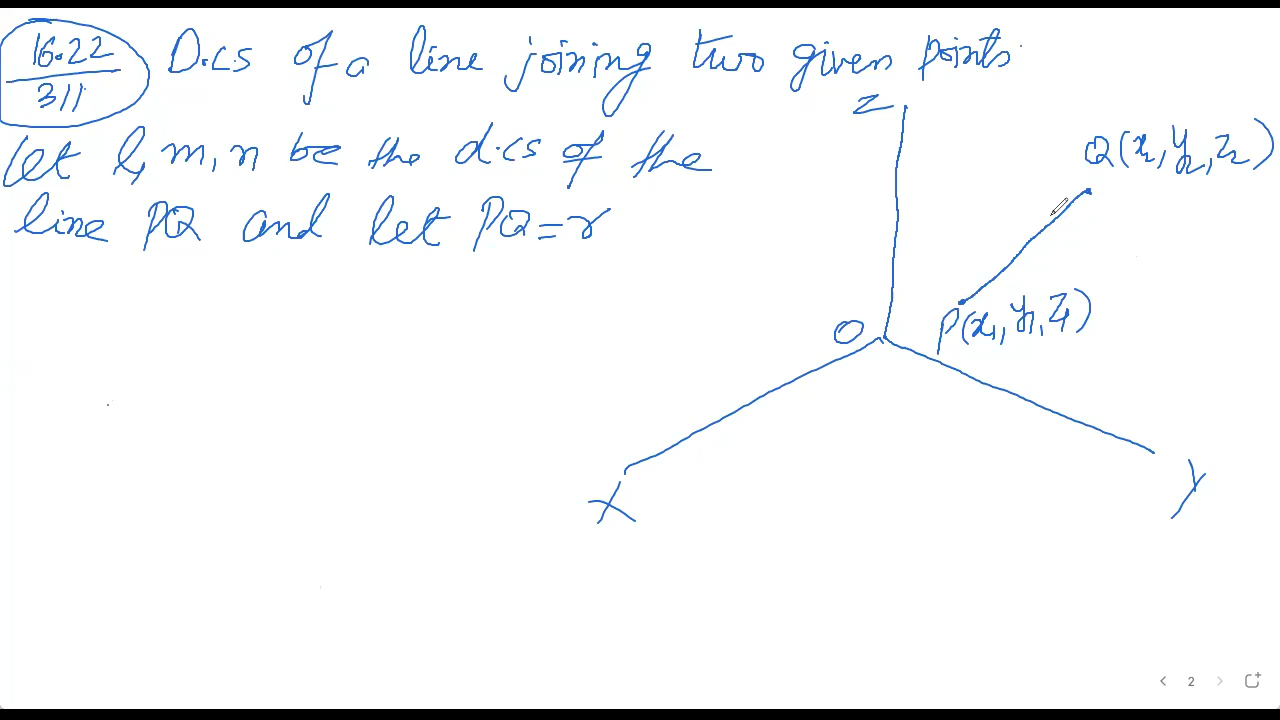 16.22
311
D.cs of a line joining two given points
Let l, m, n be the d.cs of the
line PQ and let PQ = r
Z
Q(x₂, y₂, z₂)
O
P(x₁, y₁, z₁)
X
Y
2